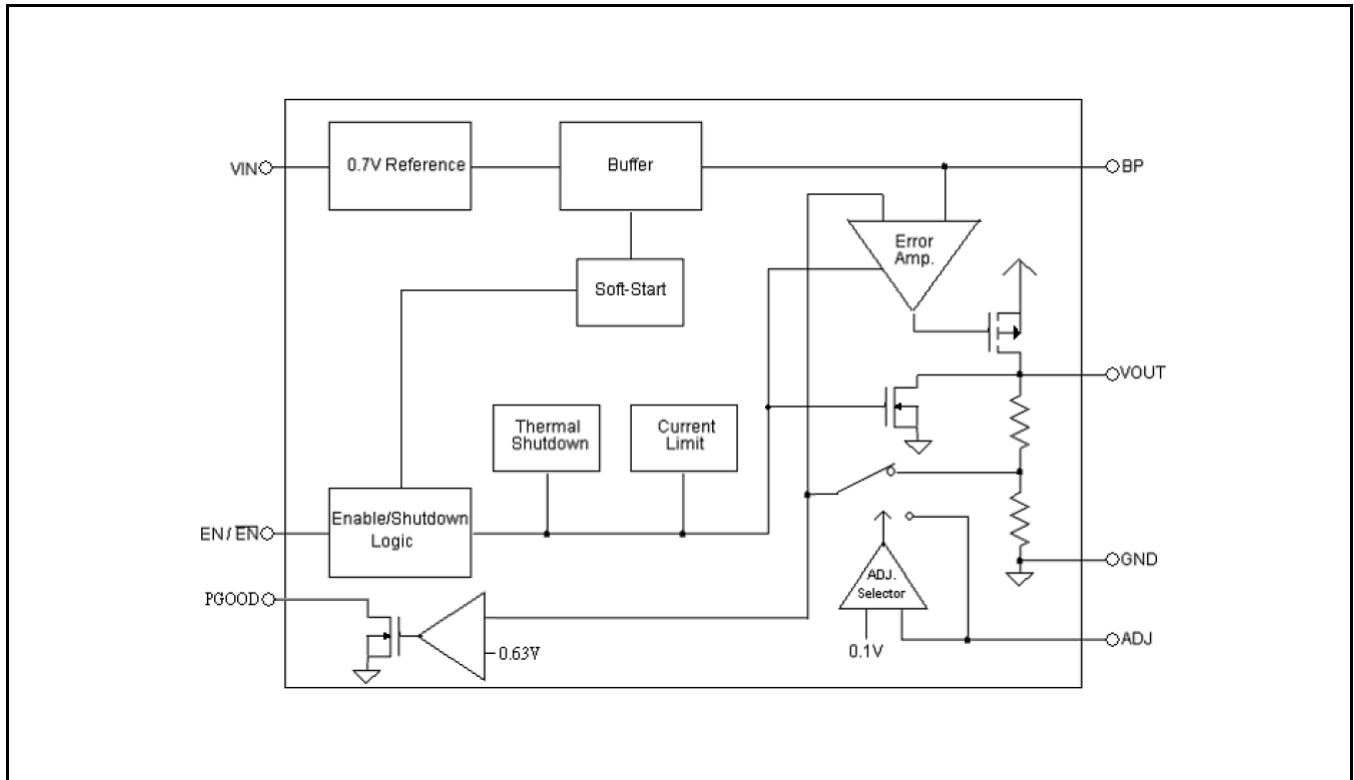 VIN
0.7V Reference
Buffer
BP
Error
Amp.
Soft-Start
VOUT
Thermal
Shutdown
Current
Limit
EN/E̅N̅
Enable/Shutdown
Logic
GND
PGOOD
ADJ.
Selector
0.63V
0.1V
ADJ